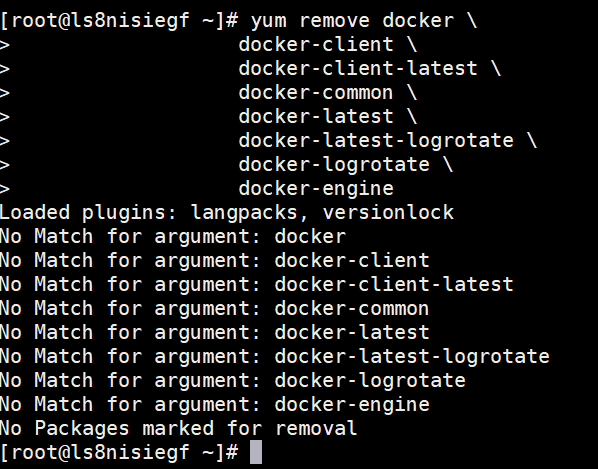 [root@ls8nisiegf ~]# yum remove docker \
>                   docker-client \
>                   docker-client-latest \
>                   docker-common \
>                   docker-latest \
>                   docker-latest-logrotate \
>                   docker-logrotate \
>                   docker-engine
Loaded plugins: langpacks, versionlock
No Match for argument: docker
No Match for argument: docker-client
No Match for argument: docker-client-latest
No Match for argument: docker-common
No Match for argument: docker-latest
No Match for argument: docker-latest-logrotate
No Match for argument: docker-logrotate
No Match for argument: docker-engine
No Packages marked for removal
[root@ls8nisiegf ~]#